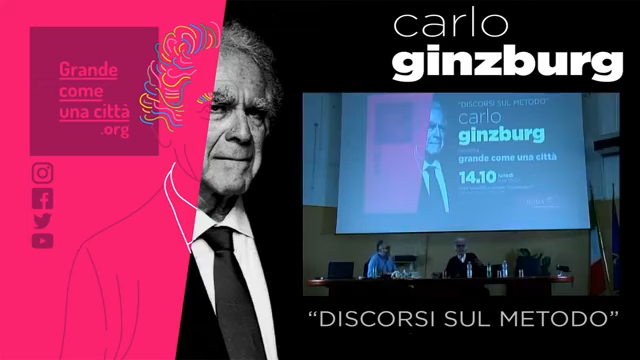 Grande
come
una città
.org
carlo
ginzburg
"DISCORSI SUL METODO"
carlo
ginzburg
grande come una città
14.10 lunedì
"DISCORSI SUL METODO"